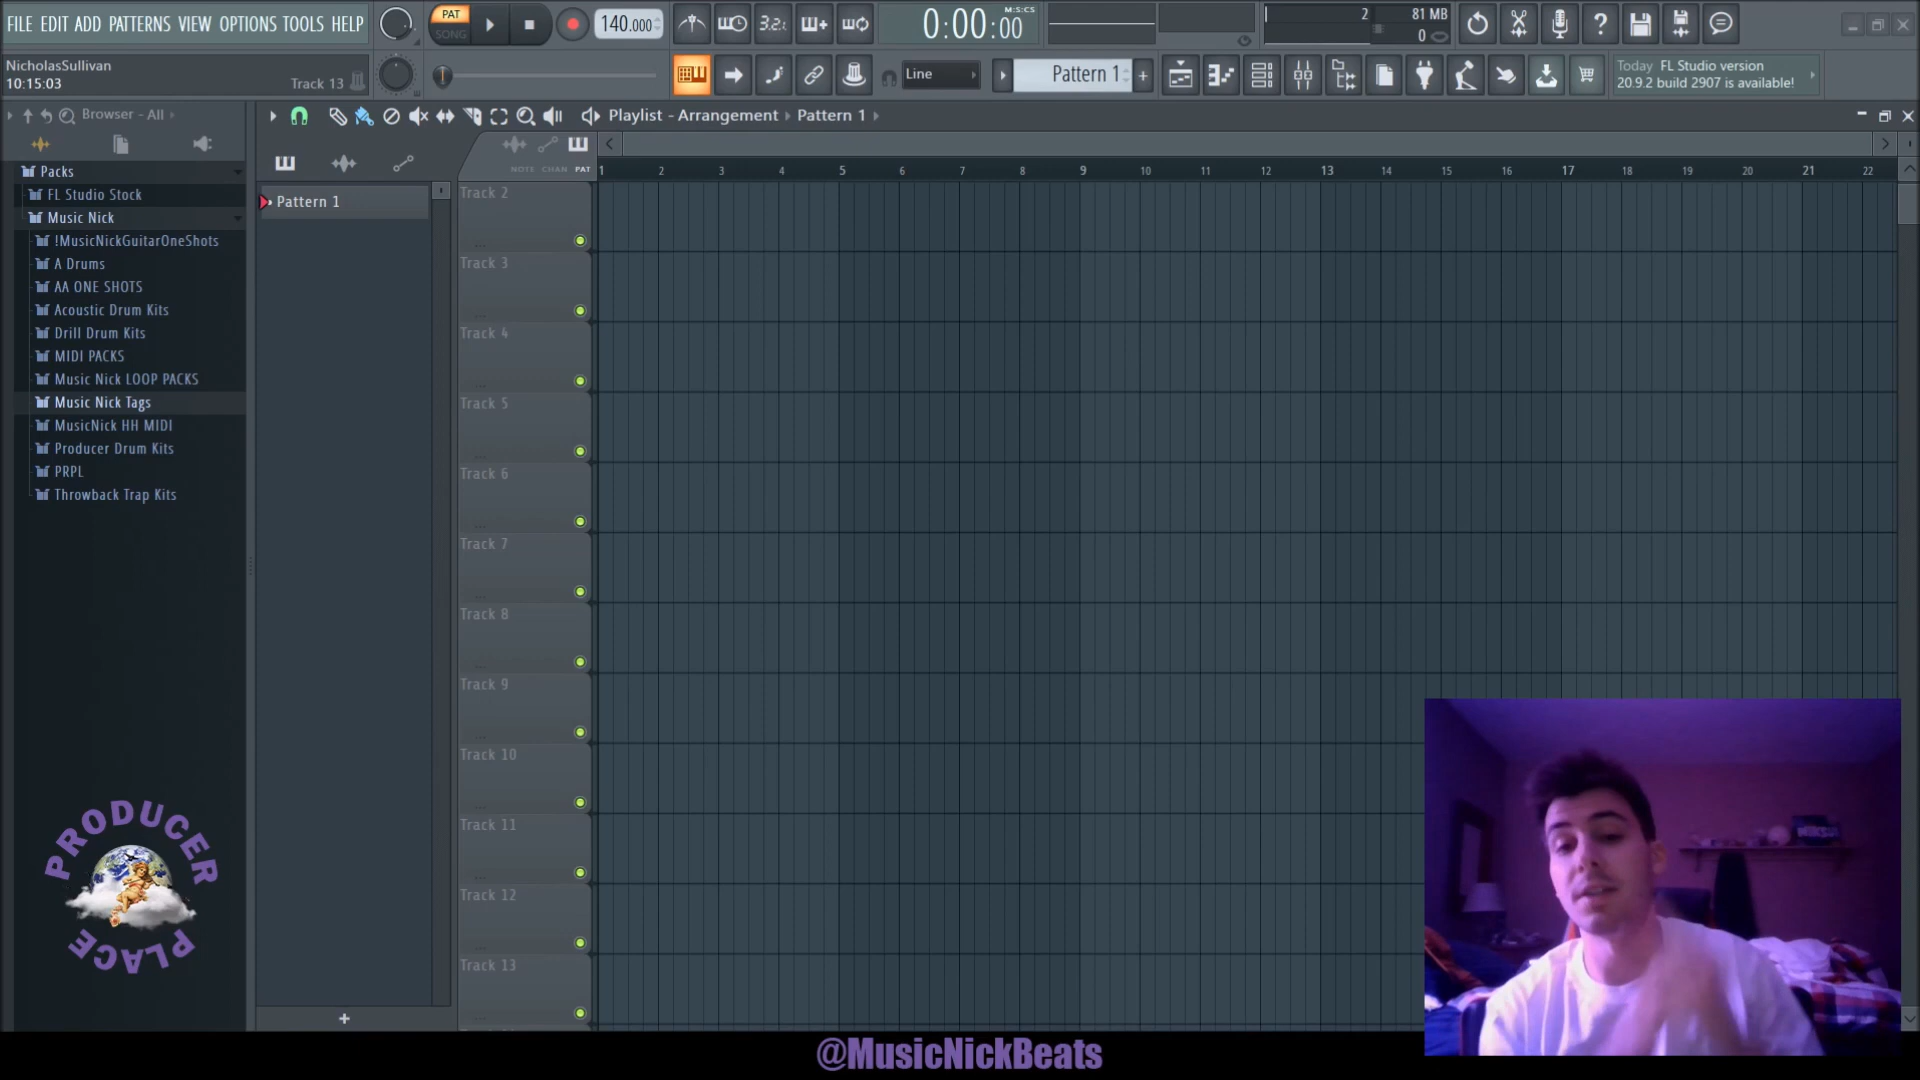 FILE EDIT ADD PATTERNS VIEW OPTIONS TOOLS HELP
PAT
SONG
140.000
3.2.
M:S:CS
0:00:00
2
81 MB
0
NicholasSullivan
10:15:03
Track 13
Line
Pattern 1
+
Today FL Studio version
20.9.2 build 2907 is available!
Browser - All
Playlist - Arrangement
Pattern 1
NOTE CHAN PAT
1 2 3 4 5 6 7 8 9 10 11 12 13 14 15 16 17 18 19 20 21 22
Packs
FL Studio Stock
Music Nick
!MusicNickGuitarOneShots
A Drums
AA ONE SHOTS
Acoustic Drum Kits
Drill Drum Kits
MIDI PACKS
Music Nick LOOP PACKS
Music Nick Tags
MusicNick HH MIDI
Producer Drum Kits
PRPL
Throwback Trap Kits
Pattern 1
Track 2
Track 3
Track 4
Track 5
Track 6
Track 7
Track 8
Track 9
Track 10
Track 11
Track 12
Track 13
PRODUCER
PLACE
+
@MusicNickBeats